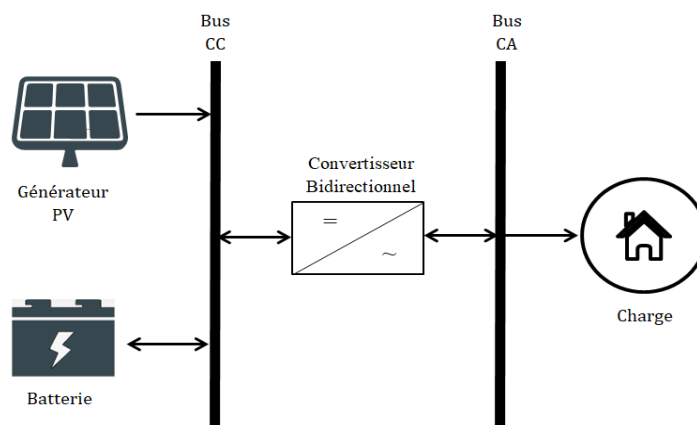 Bus
CC
Bus
CA
Générateur
PV
Convertisseur
Bidirectionnel
=
~
Charge
Batterie